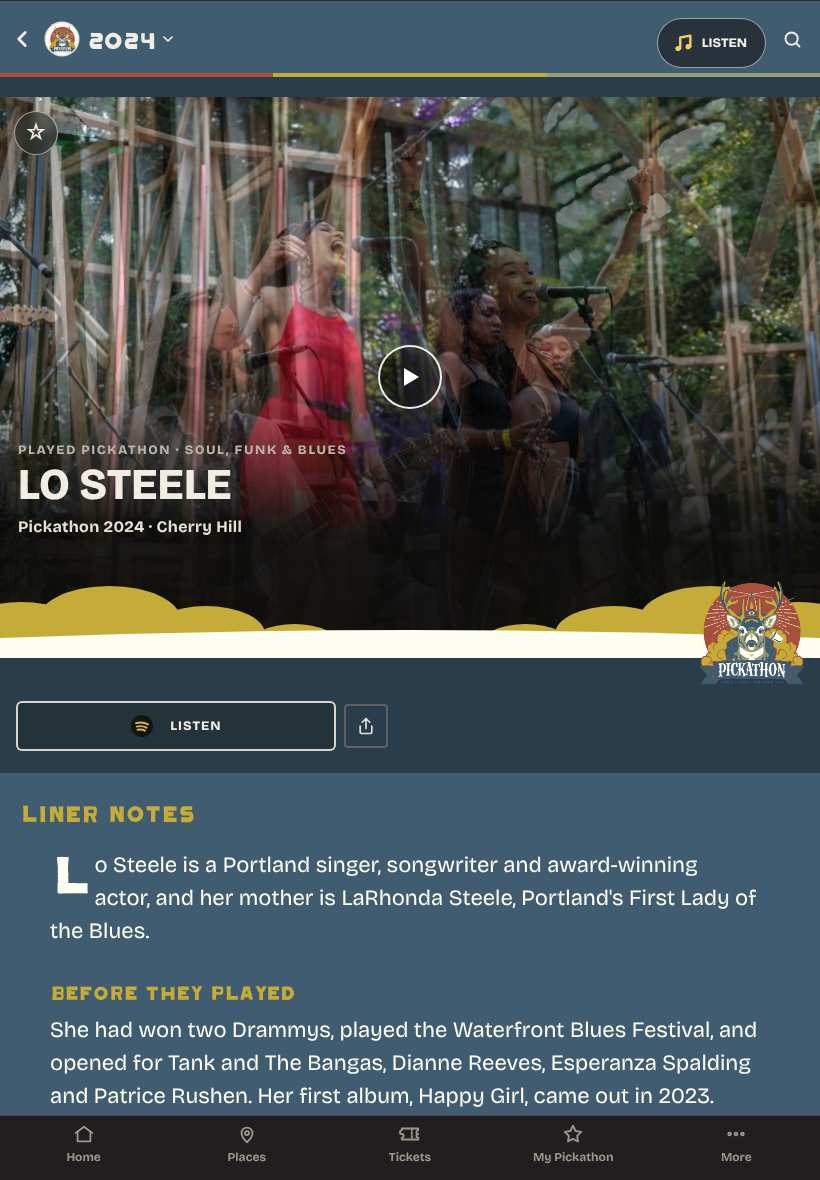 2024
LISTEN
PLAYED PICKATHON · SOUL, FUNK & BLUES
LO STEELE
Pickathon 2024 · Cherry Hill
PICKATHON
LISTEN
LINER NOTES
Lo Steele is a Portland singer, songwriter and award-winning
actor, and her mother is LaRhonda Steele, Portland's First Lady of
the Blues.
BEFORE THEY PLAYED
She had won two Drammys, played the Waterfront Blues Festival, and
opened for Tank and The Bangas, Dianne Reeves, Esperanza Spalding
and Patrice Rushen. Her first album, Happy Girl, came out in 2023.
Home
Places
Tickets
My Pickathon
More